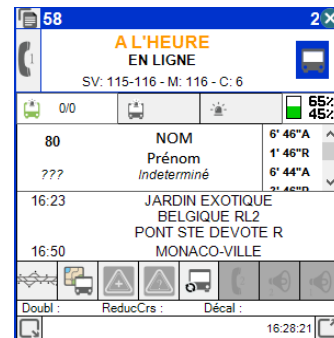 58 2
A L'HEURE
EN LIGNE
SV: 115-116 - M: 116 - C: 6
0/0 65%
45%
80 NOM 6' 46"A
Prénom 1' 46"R
??? Indeterminé 6' 44"A
16:23 JARDIN EXOTIQUE
BELGIQUE RL2
PONT STE DEVOTE R
16:50 MONACO-VILLE
Doubl : ReducCrs : Décal :
16:28:21